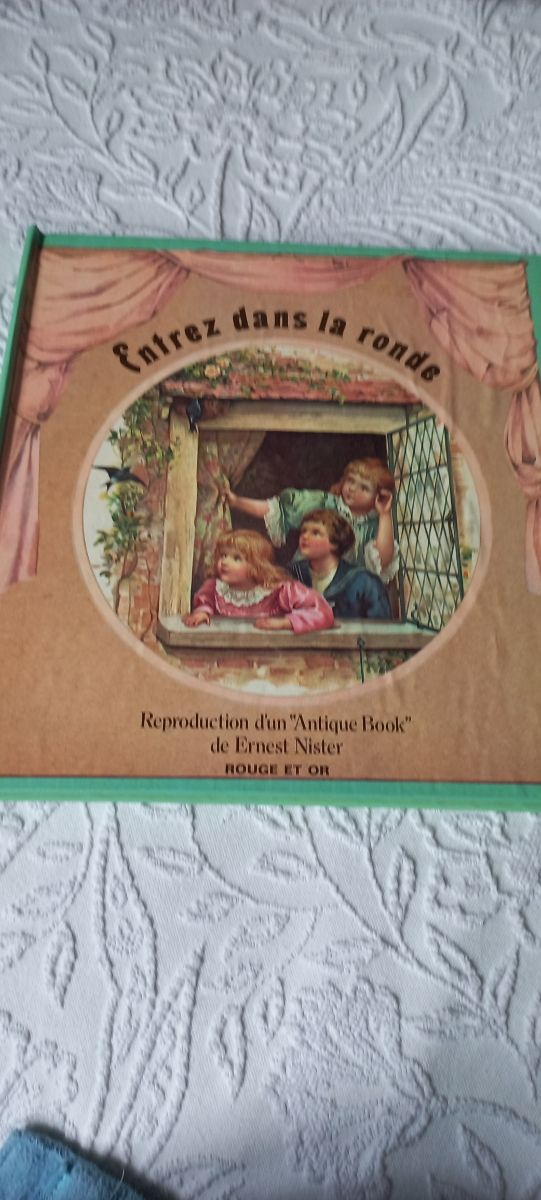 Entrez dans la ronde
Reproduction d'un "Antique Book"
de Ernest Nister
ROUGE ET OR